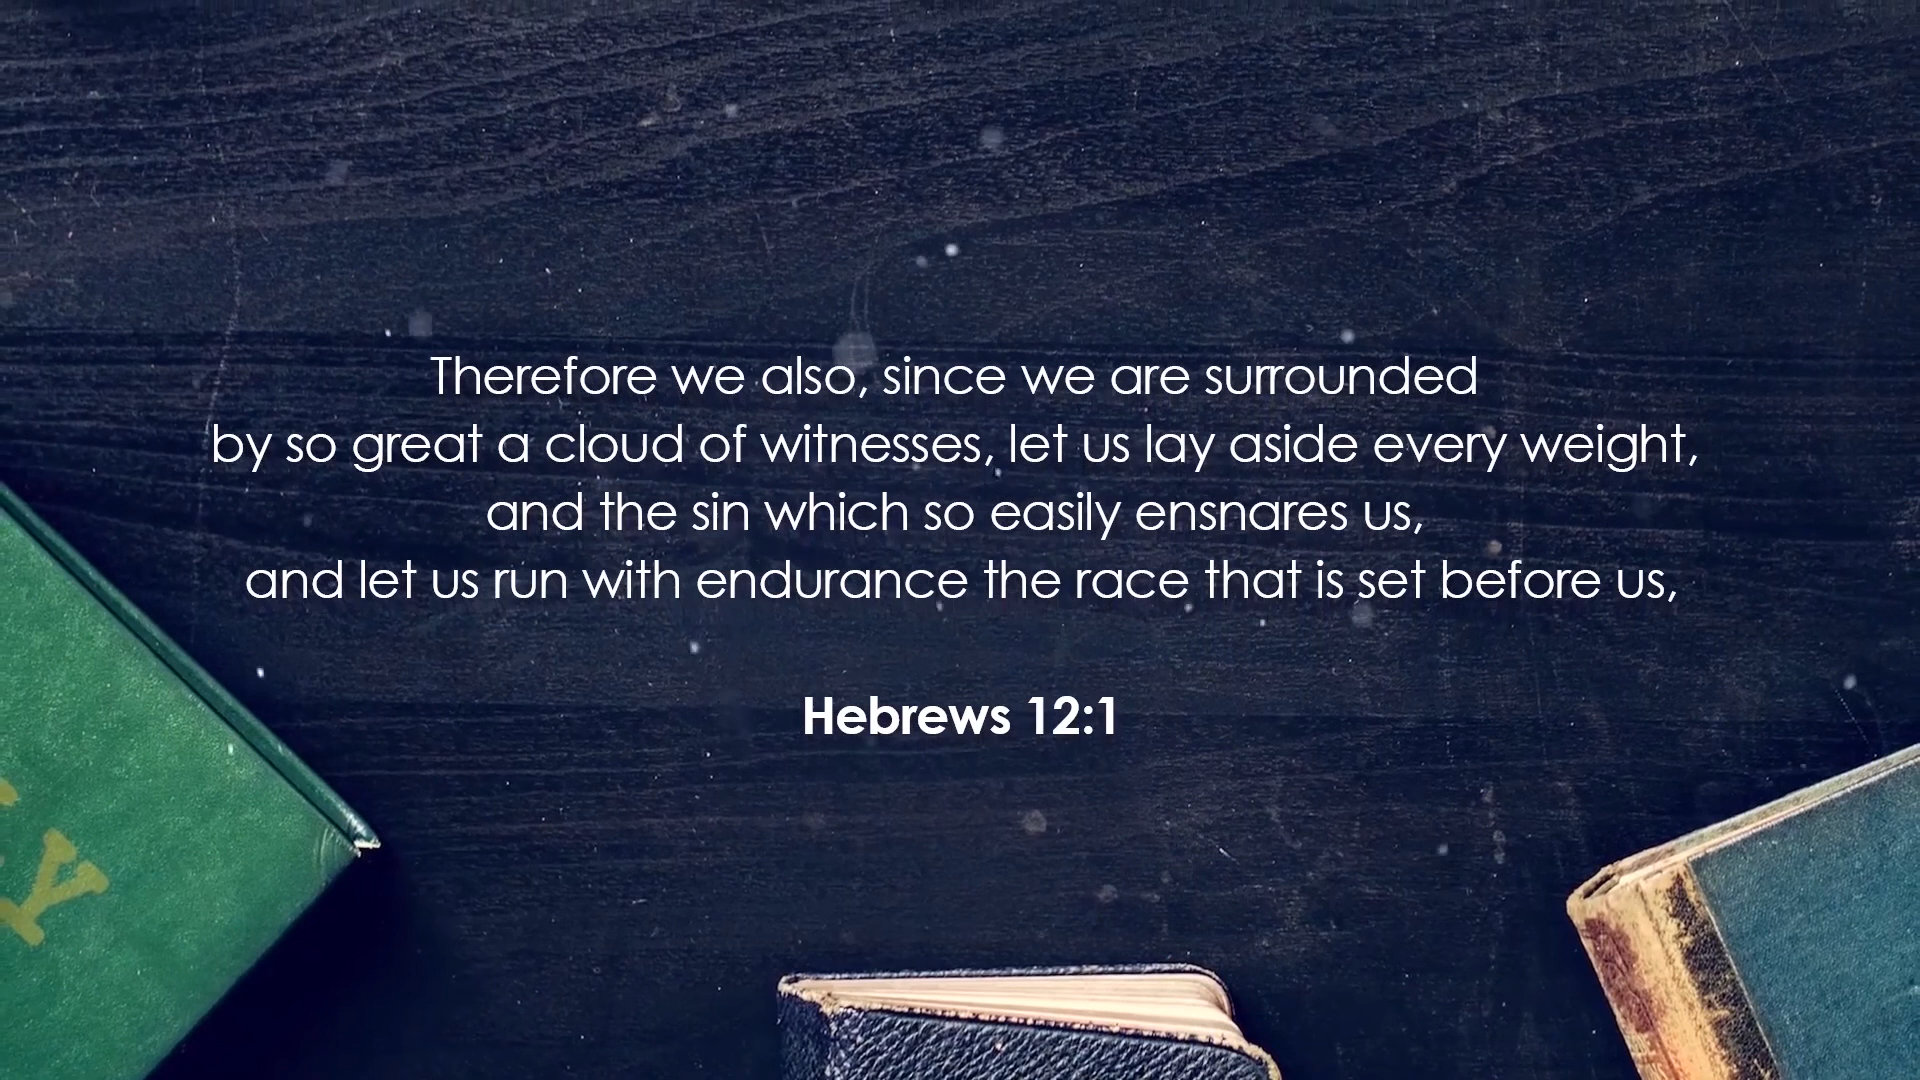 Therefore we also, since we are surrounded
by so great a cloud of witnesses, let us lay aside every weight,
and the sin which so easily ensnares us,
and let us run with endurance the race that is set before us,
Hebrews 12:1
Y